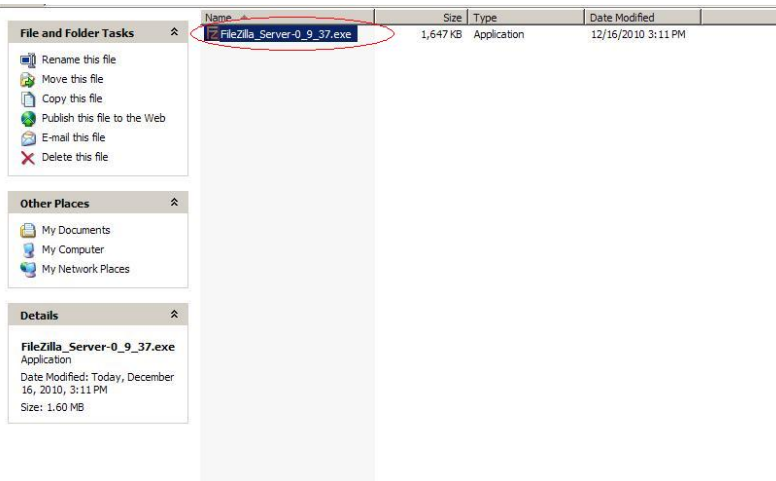 File and Folder Tasks
Rename this file
Move this file
Copy this file
Publish this file to the Web
E-mail this file
Delete this file
Other Places
My Documents
My Computer
My Network Places
Details
FileZilla_Server-0_9_37.exe
Application
Date Modified: Today, December
16, 2010, 3:11 PM
Size: 1.60 MB
Name Size Type Date Modified
FileZilla_Server-0_9_37.exe 1,647 KB Application 12/16/2010 3:11 PM